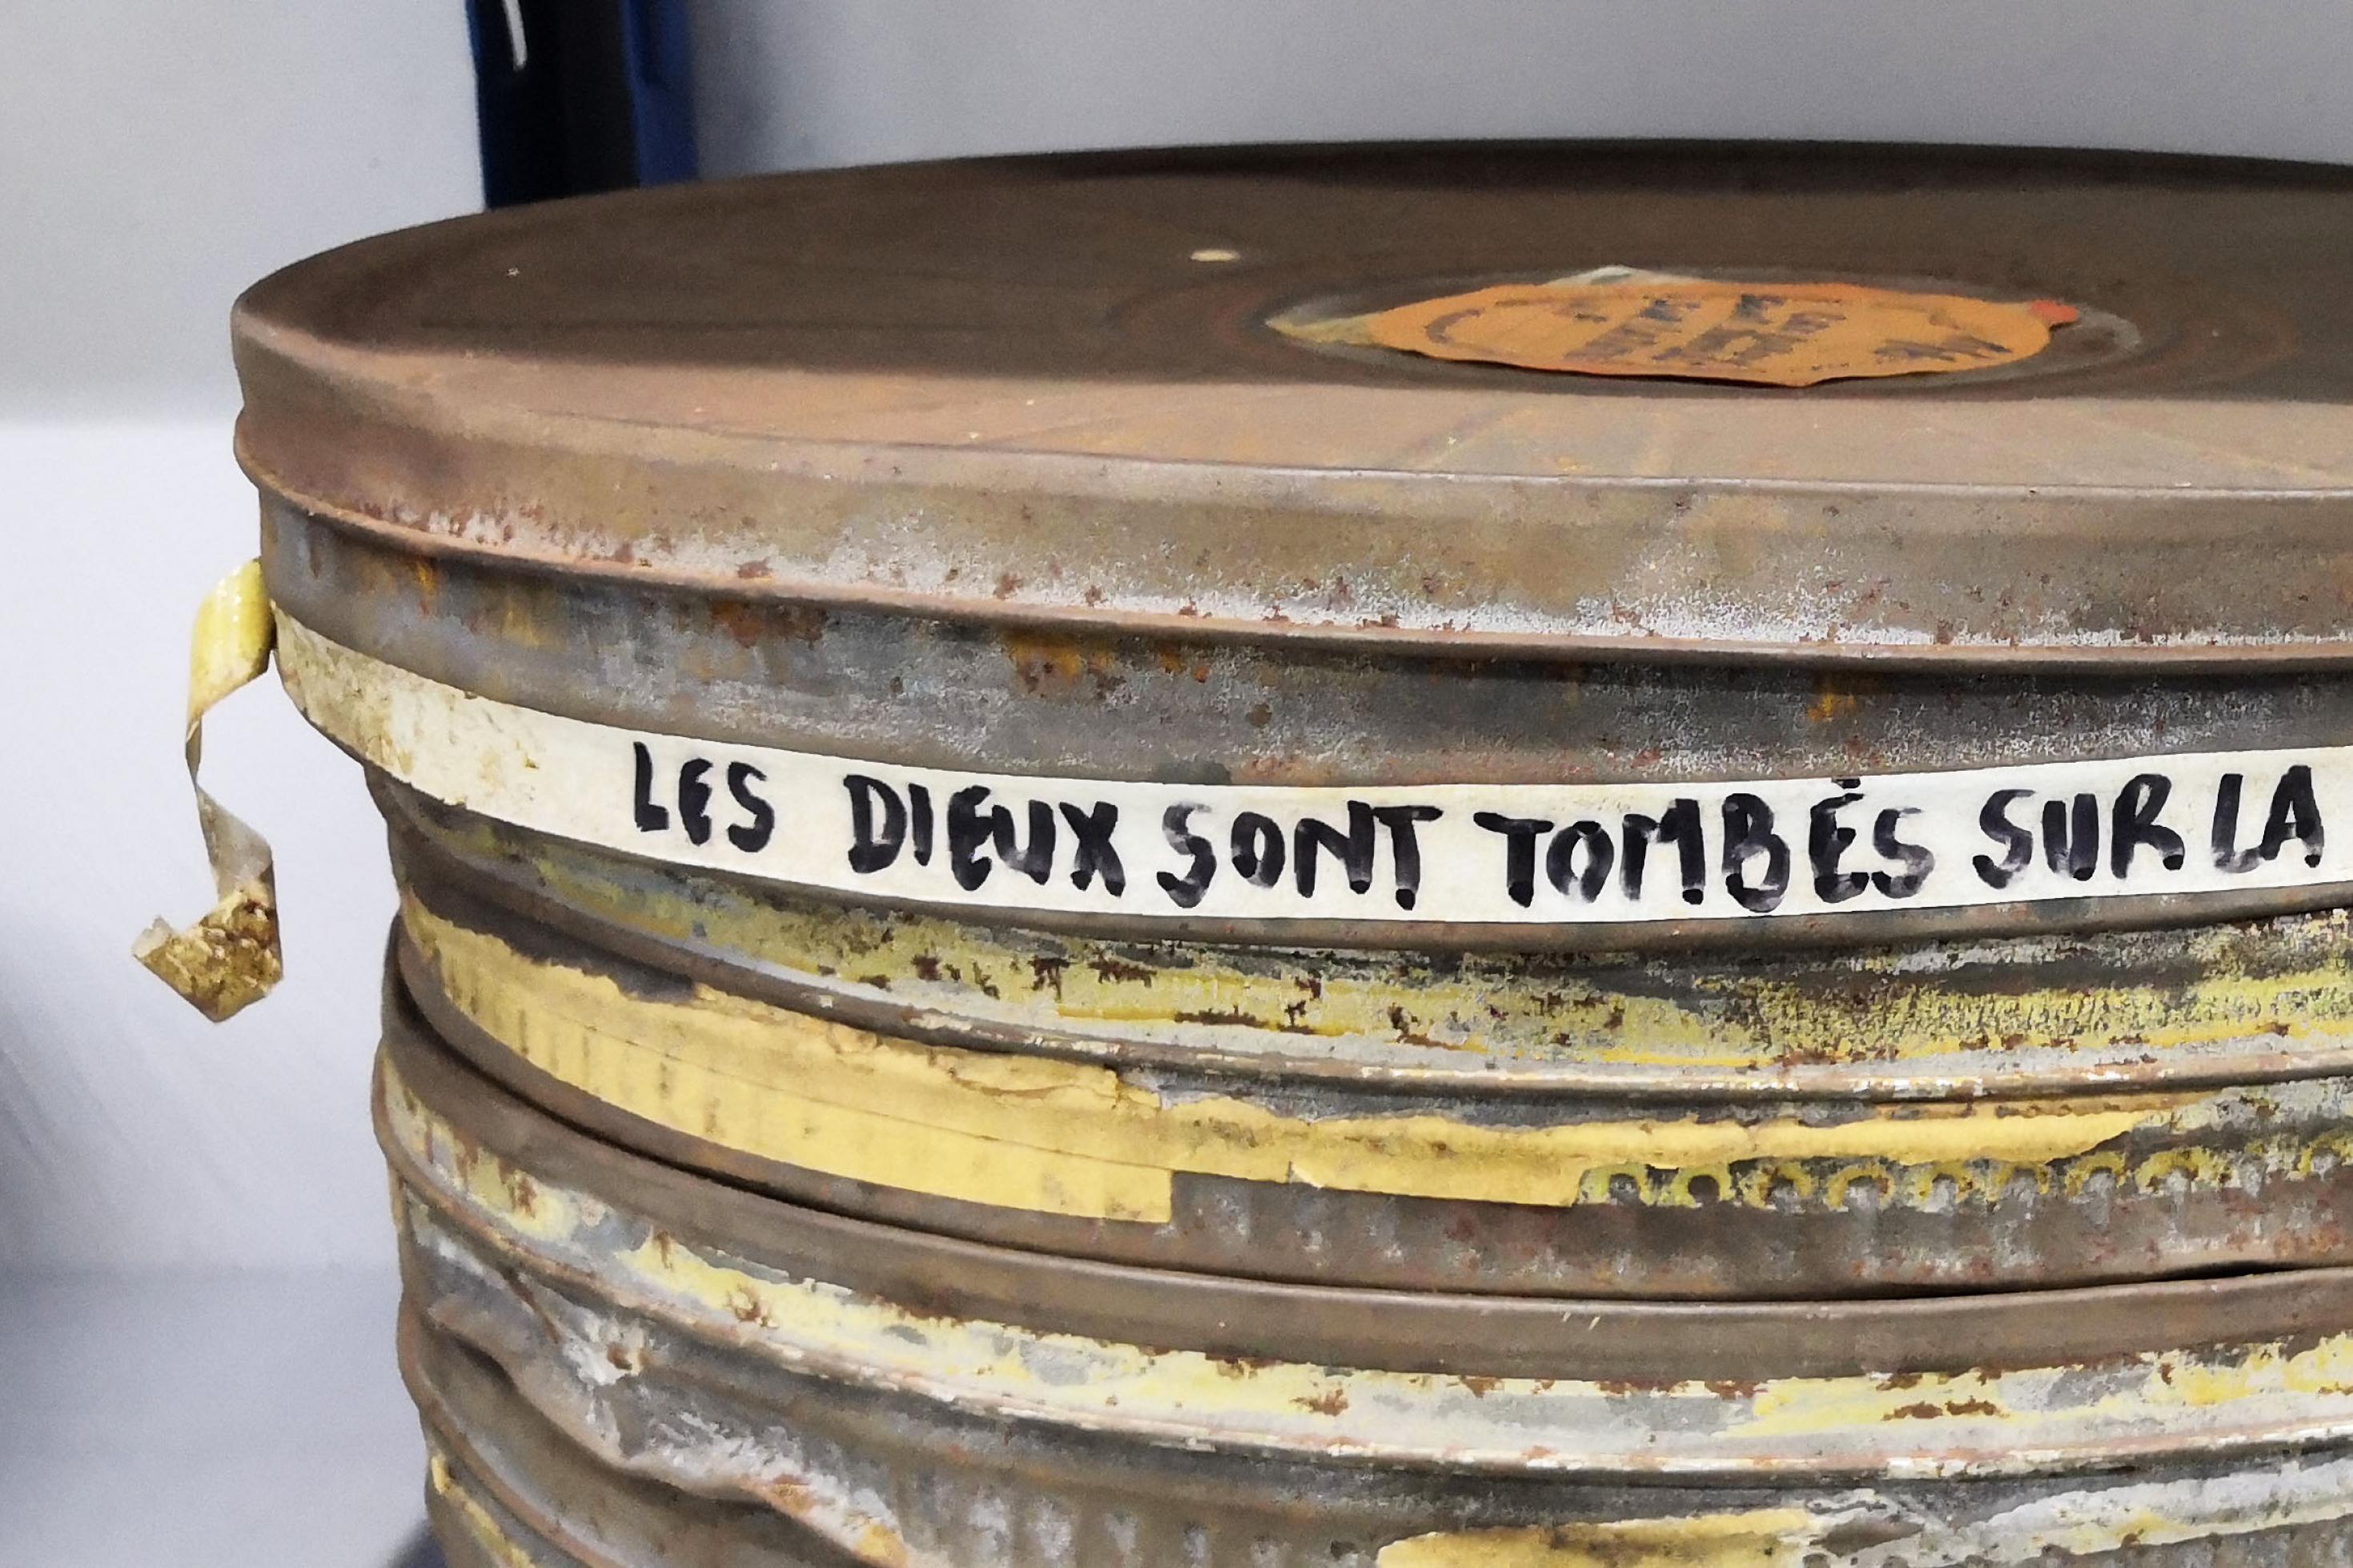 LES DIEUX SONT TOMBÉS SUR LA